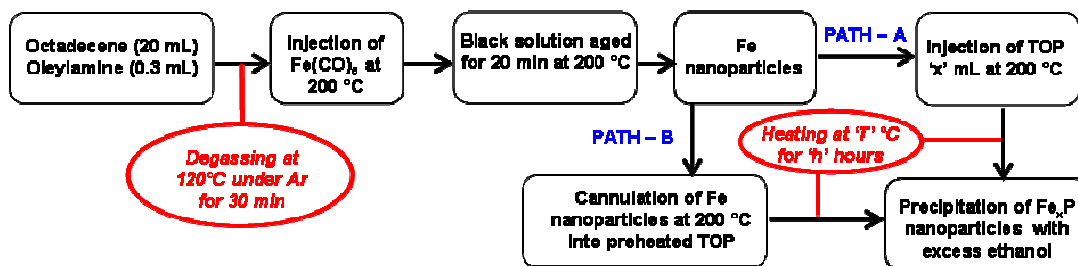 Octadecene (20 mL)
Oleylamine (0.3 mL)
Degassing at
120°C under Ar
for 30 min
Injection of
Fe(CO)₅ at
200 °C
Black solution aged
for 20 min at 200 °C
Fe
nanoparticles
PATH – A
Injection of TOP
'x' mL at 200 °C
PATH – B
Heating at 'T' °C
for 'h' hours
Cannulation of Fe
nanoparticles at 200 °C
into preheated TOP
Precipitation of FeₓP
nanoparticles with
excess ethanol